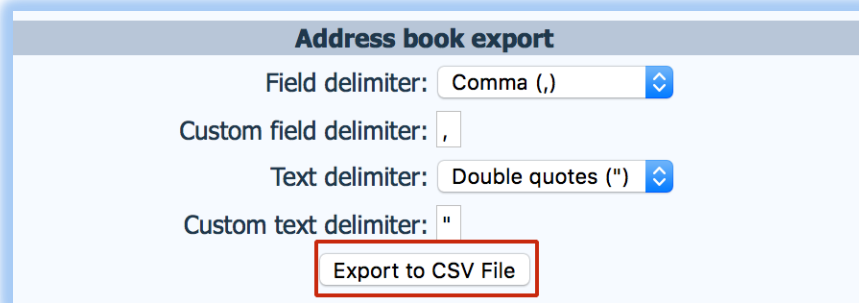 Address book export
Field delimiter: Comma (,)
Custom field delimiter: ,
Text delimiter: Double quotes (")
Custom text delimiter: "
Export to CSV File